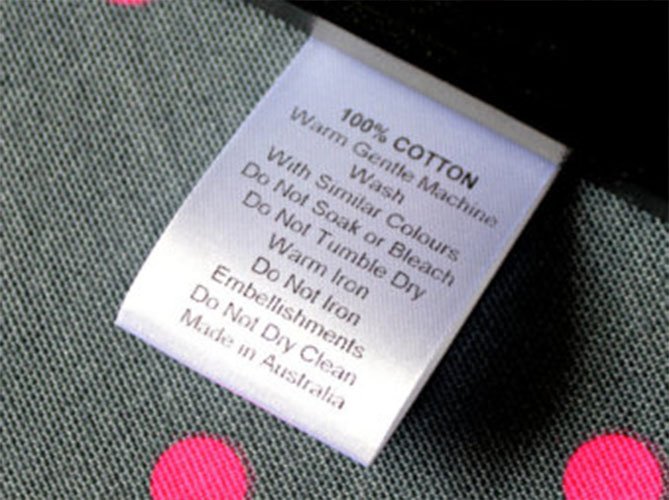 100% COTTON
Warm Gentle Machine
Wash
With Similar Colours
Do Not Soak or Bleach
Do Not Tumble Dry
Warm Iron
Do Not Iron
Embellishments
Do Not Dry Clean
Made in Australia